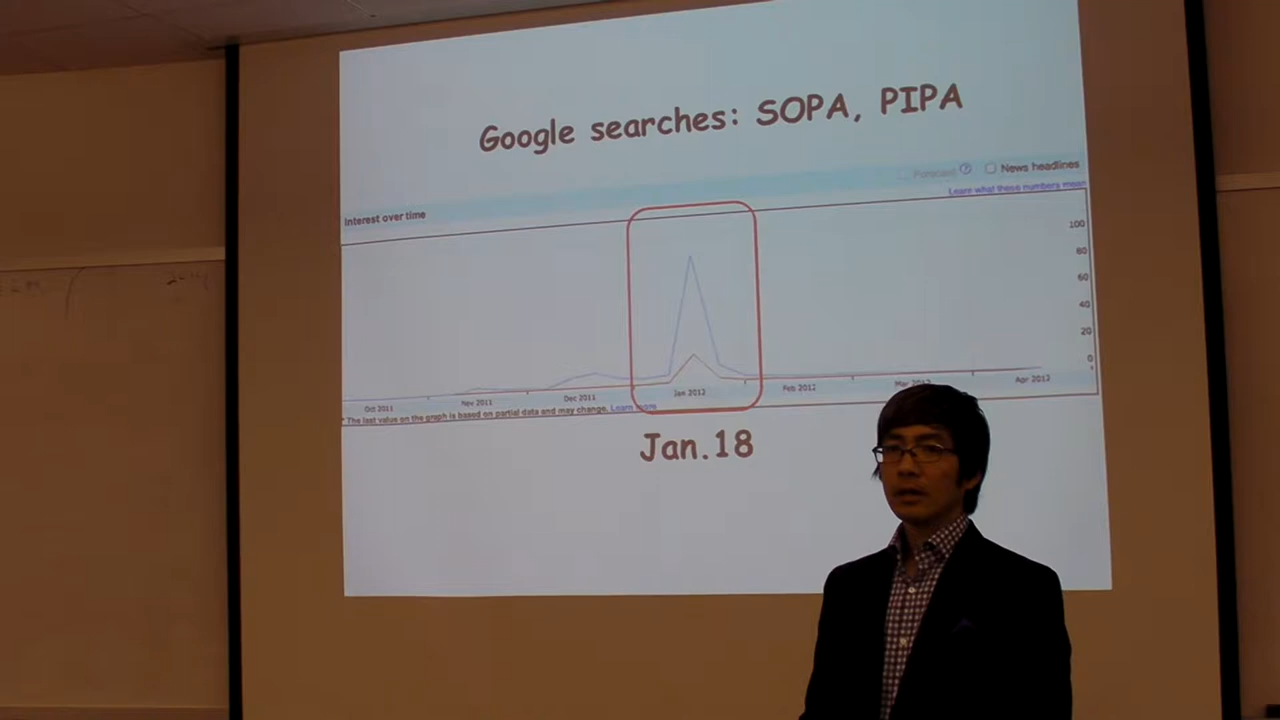 Google searches: SOPA, PIPA
Forecast ? News headlines
Learn what these numbers mean
Interest over time
100
80
60
40
20
0
Oct 2011 Nov 2011 Dec 2011 Jan 2012 Feb 2012 Mar 2012 Apr 2012
* The last value on the graph is based on partial data and may change. Learn more
Jan.18